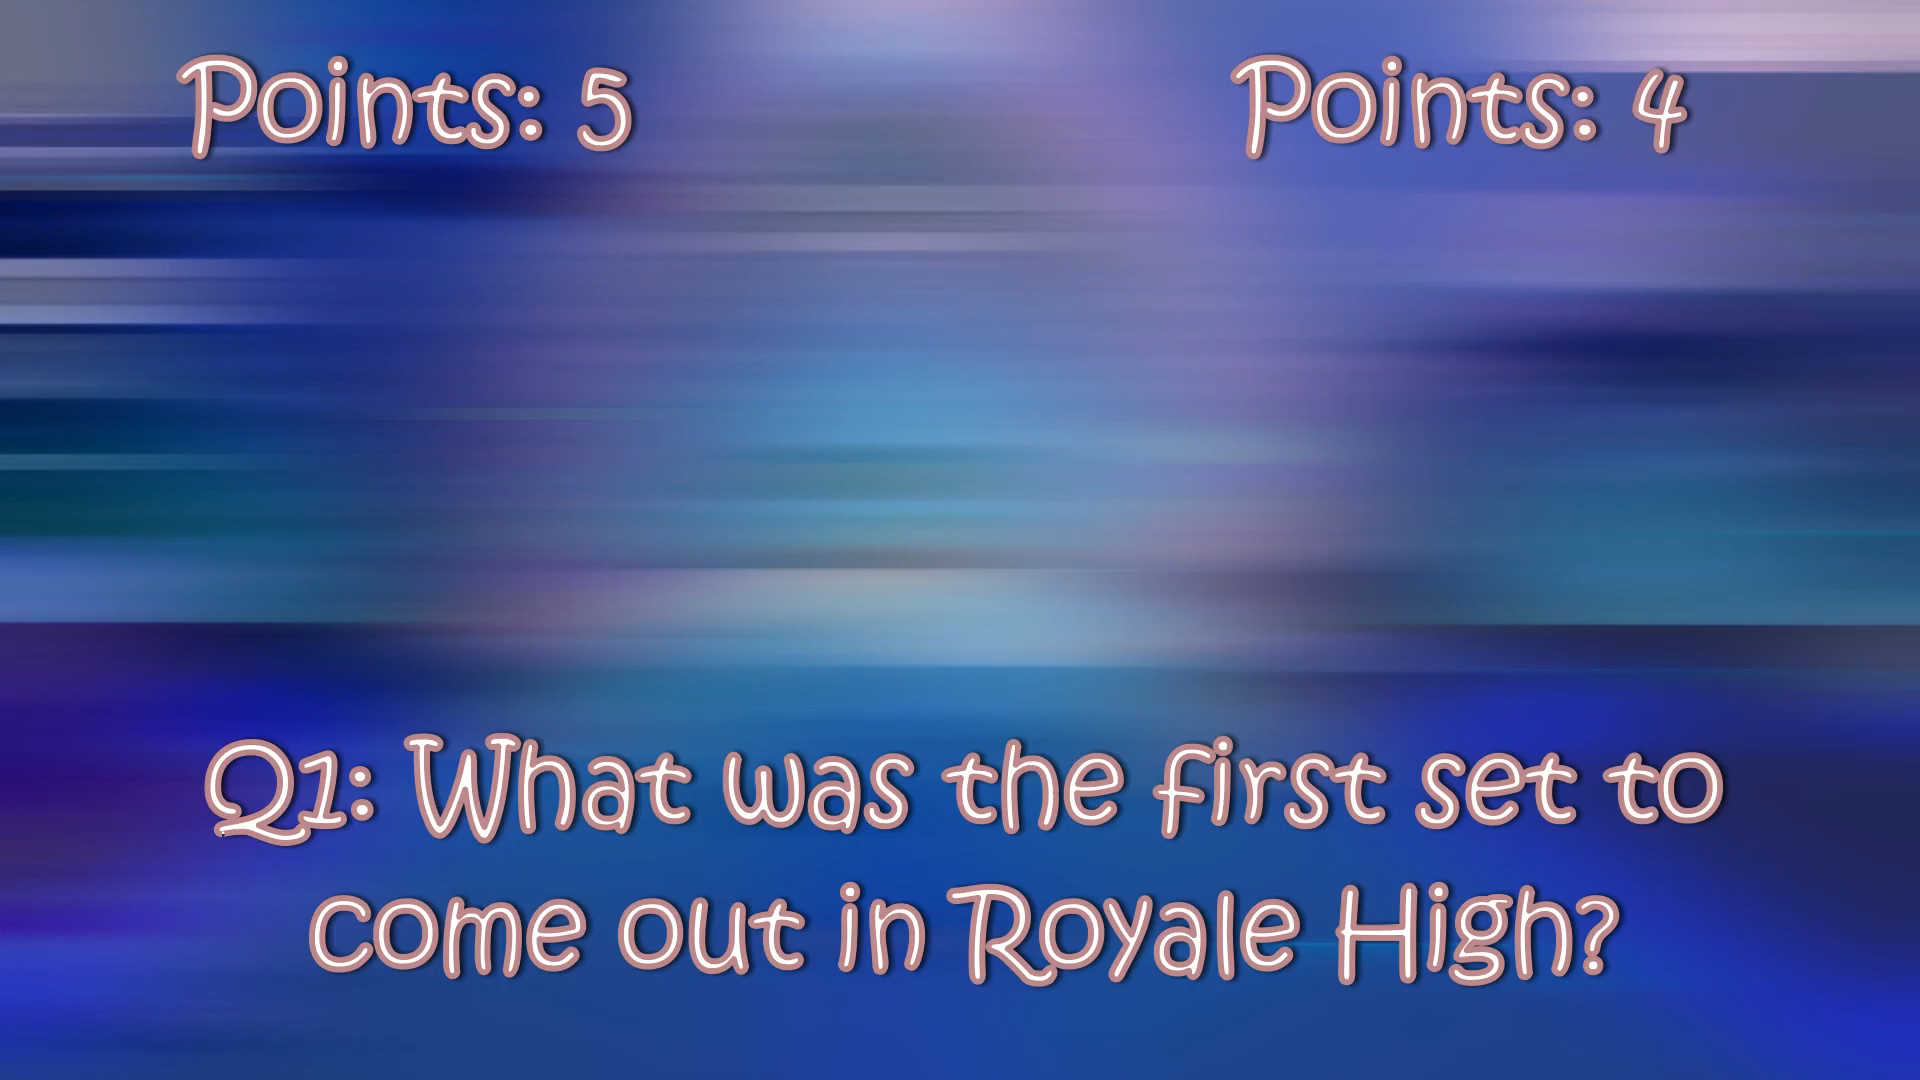 Points: 5
Points: 4
Q1: What was the first set to
come out in Royale High?